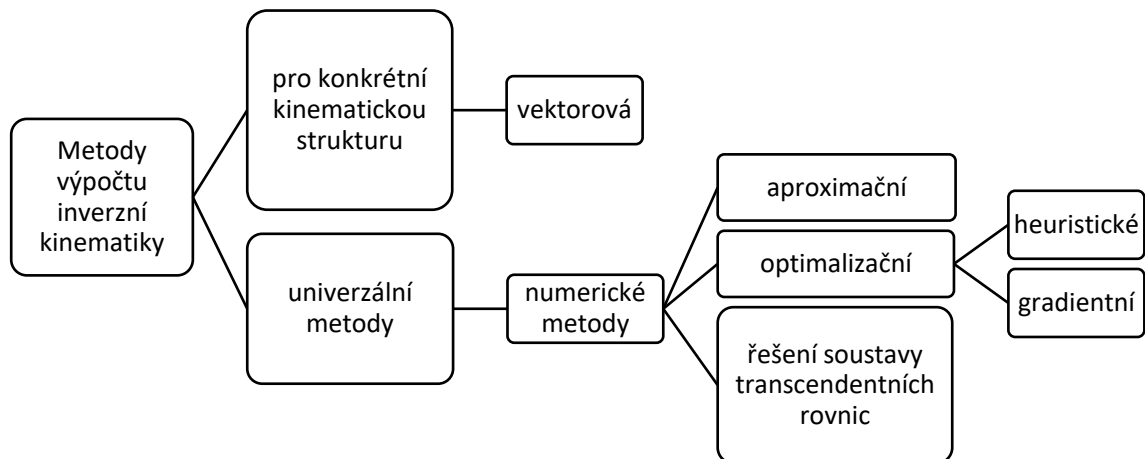 Metody
výpočtu
inverzní
kinematiky
pro konkrétní
kinematickou
strukturu
vektorová
univerzální
metody
numerické
metody
aproximační
optimalizační
řešení soustavy
transcendentních
rovnic
heuristické
gradientní